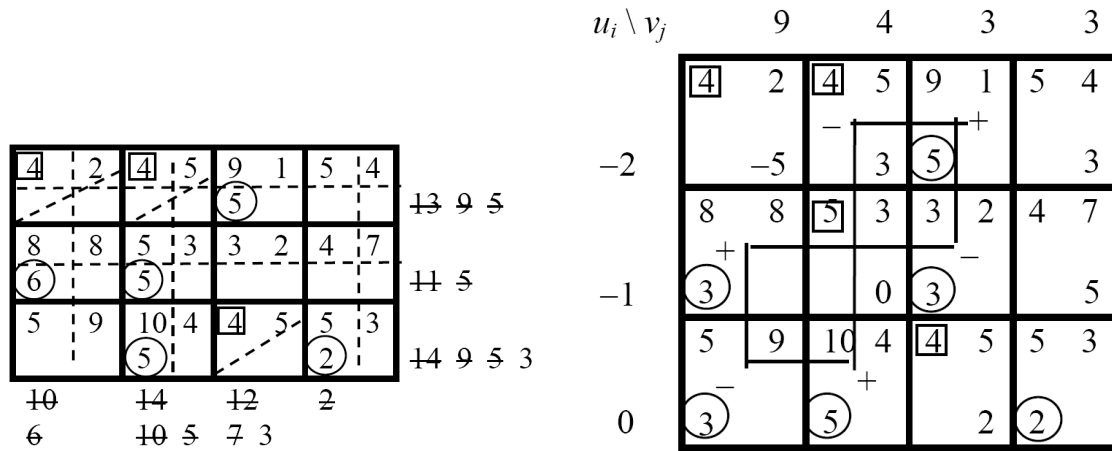 4 2 4 5 9 1 5 4
5
13 9 5
8 8 5 3 3 2 4 7
6 5
11 5
5 9 10 4 4 5 5 3
5 2
14 9 5 3
10 14 12 2
6 10 5 7 3
u_i \ v_j 9 4 3 3
4 2 4 5 9 1 5 4
− +
−2 −5 3 5 3
8 8 5 3 3 2 4 7
+ −
−1 3 0 3 5
5 9 10 4 4 5 5 3
− +
0 3 5 2 2